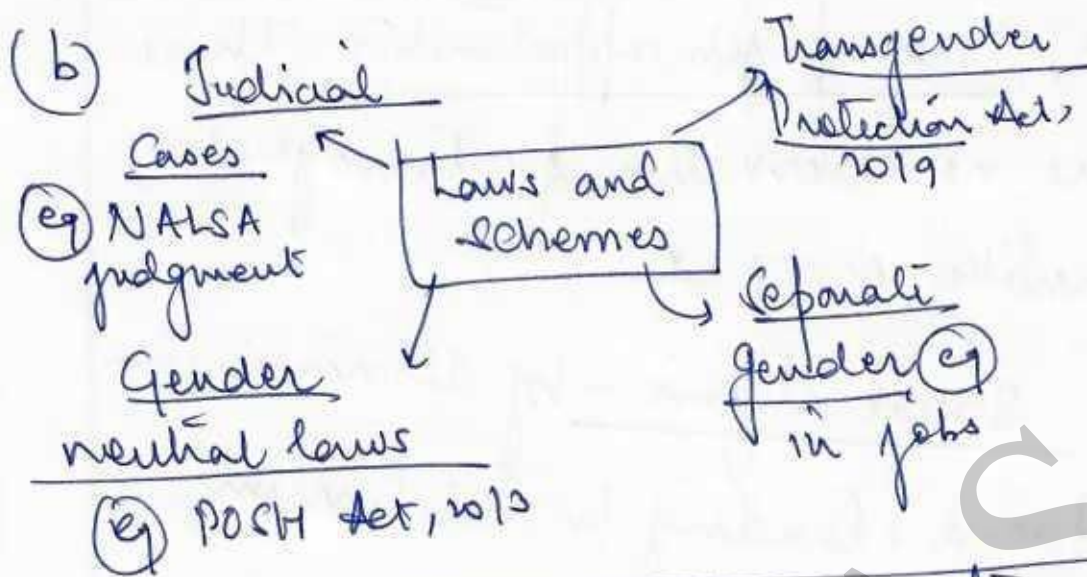 (b) Judicial
Cases
eg NALSA
judgment
Laws and
schemes
Transgender
Protection Act,
2019
Gender
neutral laws
eg POSH Act, 2013
Separate
gender eg
in jobs
S